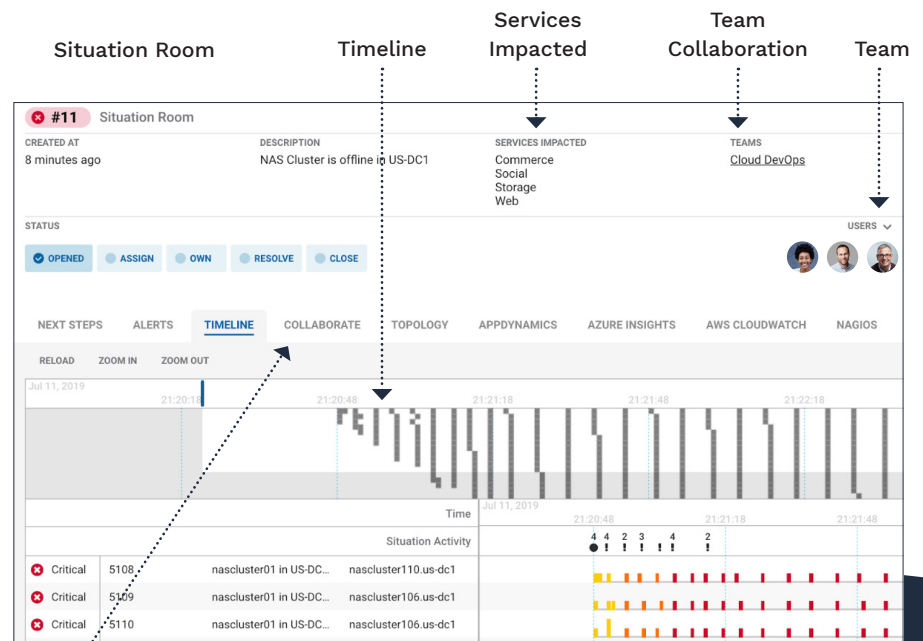 Situation Room
Timeline
Services
Impacted
Team
Collaboration
Team
#11 Situation Room
CREATED AT
8 minutes ago
DESCRIPTION
NAS Cluster is offline in US-DC1
SERVICES IMPACTED
Commerce
Social
Storage
Web
TEAMS
Cloud DevOps
STATUS
USERS
OPENED ASSIGN OWN RESOLVE CLOSE
NEXT STEPS ALERTS TIMELINE COLLABORATE TOPOLOGY APPDYNAMICS AZURE INSIGHTS AWS CLOUDWATCH NAGIOS
RELOAD ZOOM IN ZOOM OUT
Jul 11, 2019
21:20:18 21:20:48 21:21:18 21:21:48 21:22:18
Time
Jul 11, 2019
21:20:48 21:21:18 21:21:48
Situation Activity
4 4 2 3 4 2
! ! ! ! ! !
Critical 5108 nascluster01 in US-DC... nascluster110.us-dc1
Critical 5109 nascluster01 in US-DC... nascluster106.us-dc1
Critical 5110 nascluster01 in US-DC... nascluster106.us-dc1